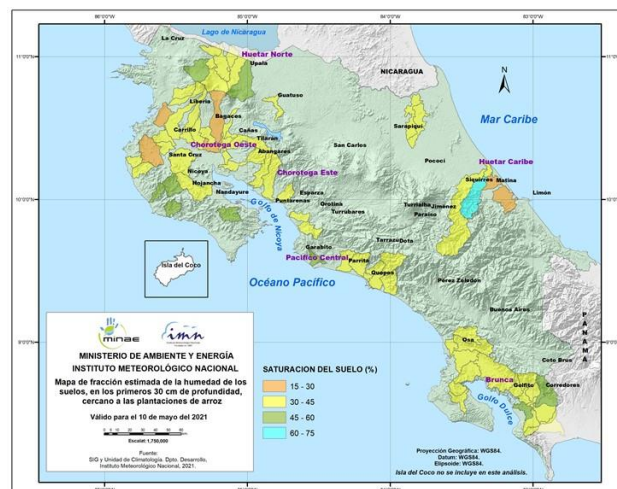 Lago de Nicaragua
La Cruz
Huetar Norte
Upala
NICARAGUA
N
Guatuso
Liberia
Bagaces
Mar Caribe
Carrillo
Cañas
Tilarán
Sarapiquí
Chorotega Oeste
Abangares
San Carlos
Santa Cruz
Pococí
Huetar Caribe
Nicoya
Chorotega Este
Siquirres
Matina
Hojancha
Nandayure
Esparza
Puntarenas
Orotina
Turrialba
Jiménez
Limón
Golfo de Nicoya
Turrubares
Paraíso
Tarrazú
Dota
Garabito
Pacífico Central
Parrita
Isla del Coco
Quepos
Océano Pacífico
Pérez Zeledón
Buenos Aires
PANAMA
Osa
Coto Brus
Brunca
Golfito
Corredores
Golfo Dulce
minae
imn
MINISTERIO DE AMBIENTE Y ENERGÍA
INSTITUTO METEOROLÓGICO NACIONAL
Mapa de fracción estimada de la humedad de los
suelos, en los primeros 30 cm de profundidad,
cercano a las plantaciones de arroz
Válido para el 10 de mayo del 2021
Escala: 1:750,000
Fuente:
SIG y Unidad de Climatología. Dpto. Desarrollo,
Instituto Meteorológico Nacional, 2021.
SATURACION DEL SUELO (%)
15 - 30
30 - 45
45 - 60
60 - 75
Proyección Geográfica: WGS84.
Datum: WGS84.
Elipsoide: WGS84.
Isla del Coco no se incluye en este análisis.